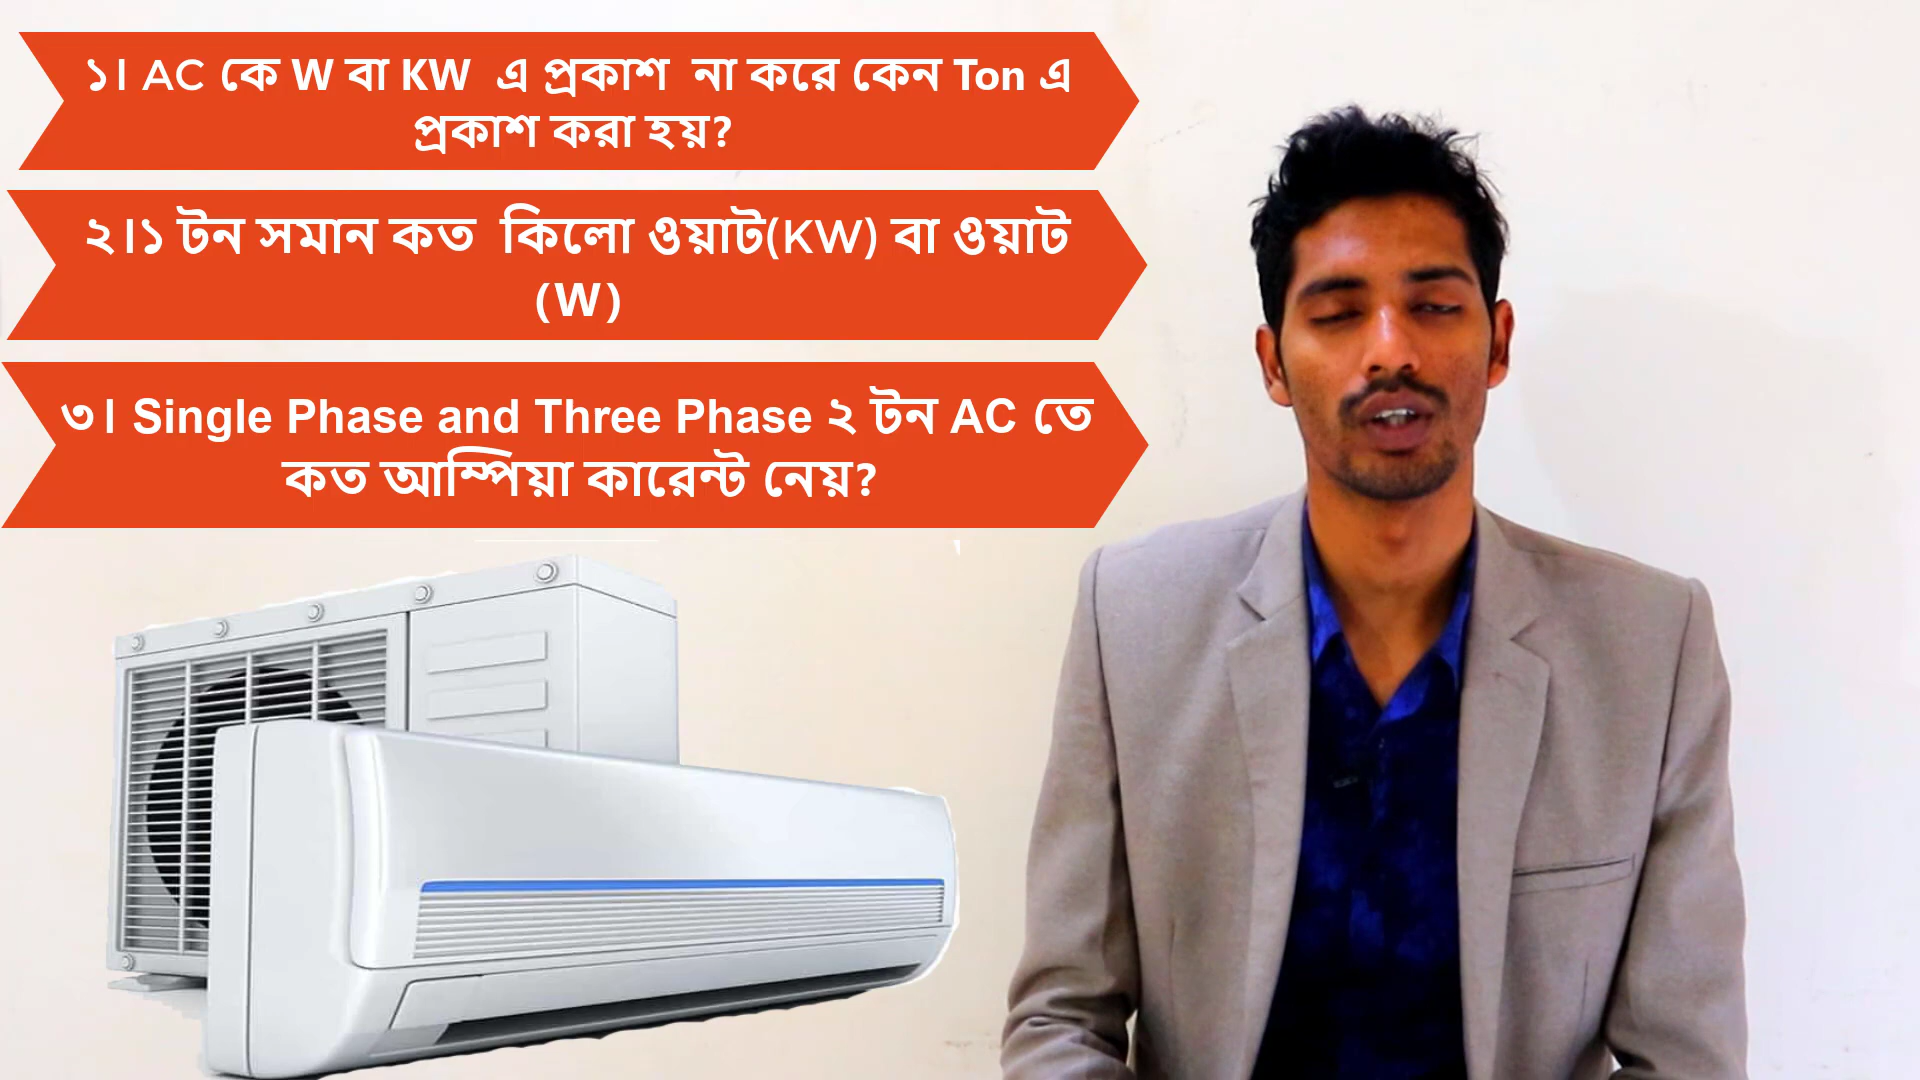 ১। AC কে W বা KW এ প্রকাশ না করে কেন Ton এ
প্রকাশ করা হয়?
২।১ টন সমান কত কিলো ওয়াট(KW) বা ওয়াট
(W)
৩। Single Phase and Three Phase ২ টন AC তে
কত আম্পিয়া কারেন্ট নেয়?